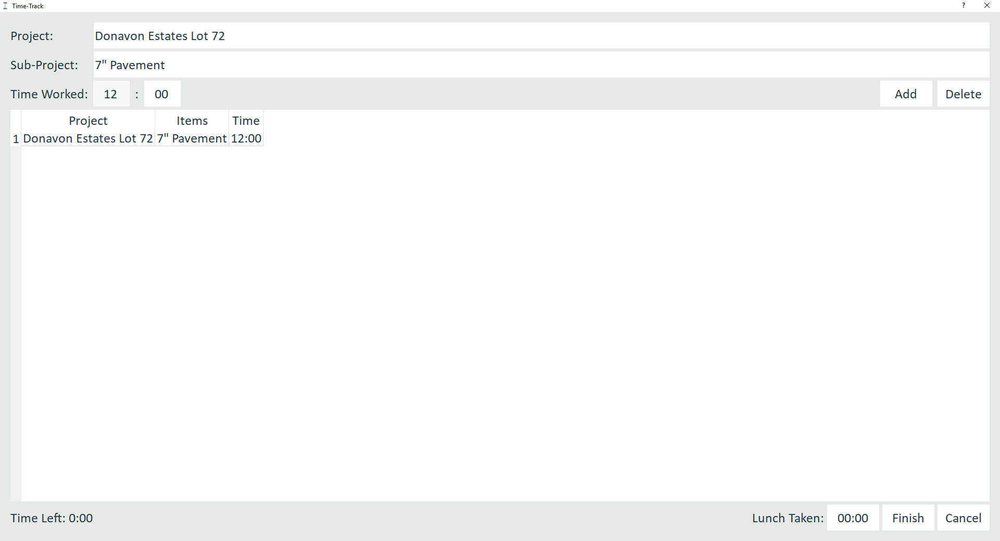 Time-Track ?
Project: Donavon Estates Lot 72
Sub-Project: 7" Pavement
Time Worked: 12 : 00 Add Delete
Project Items Time
1 Donavon Estates Lot 72 7" Pavement 12:00
Time Left: 0:00 Lunch Taken: 00:00 Finish Cancel